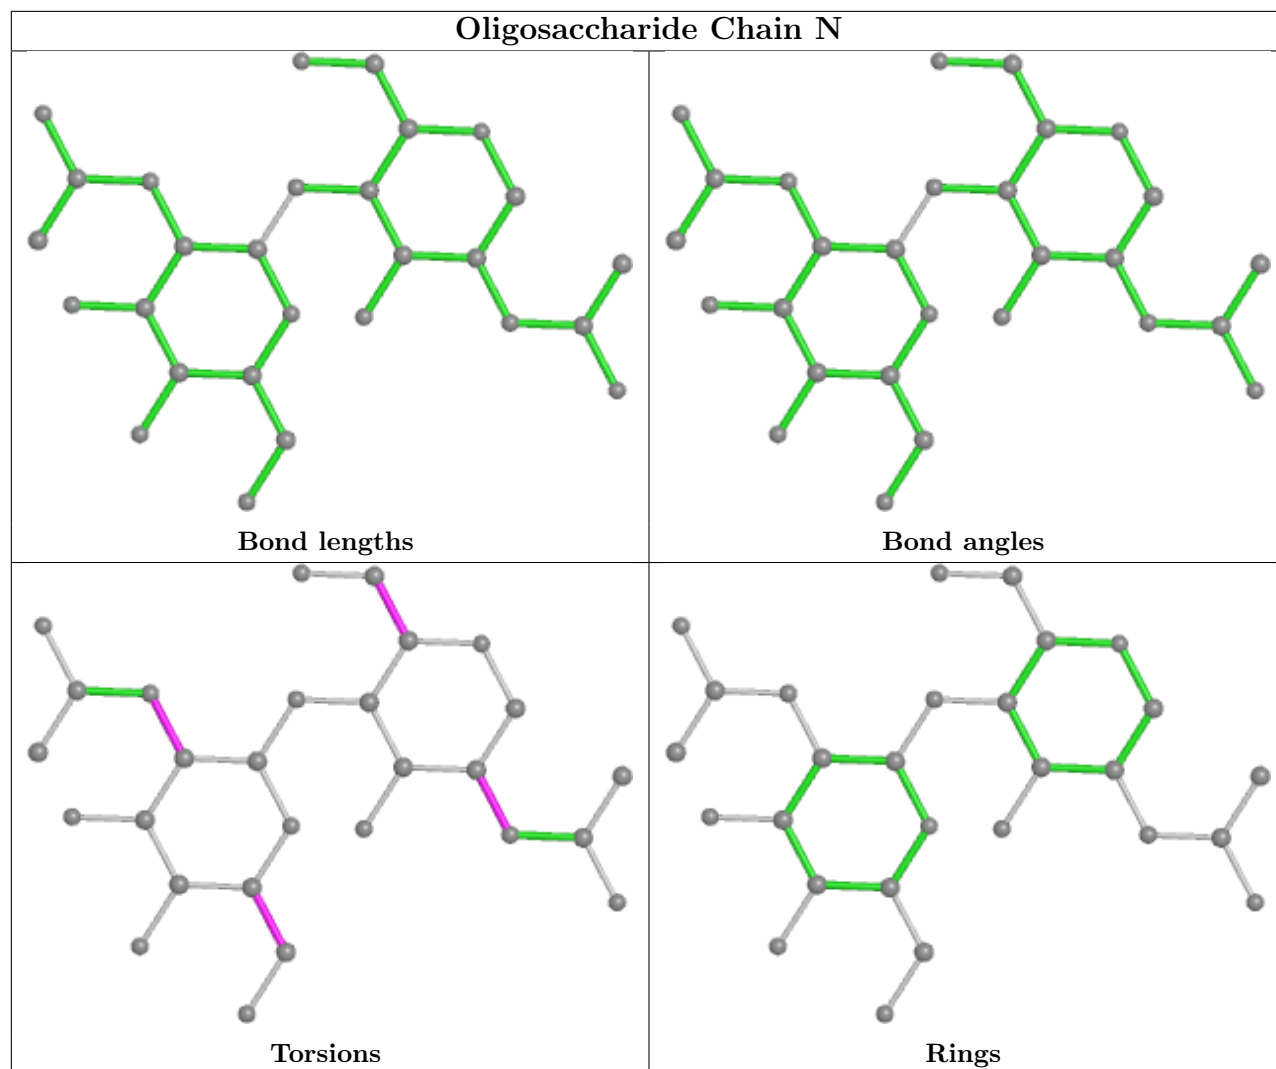 Oligosaccharide Chain N
Bond lengths
Bond angles
Torsions
Rings